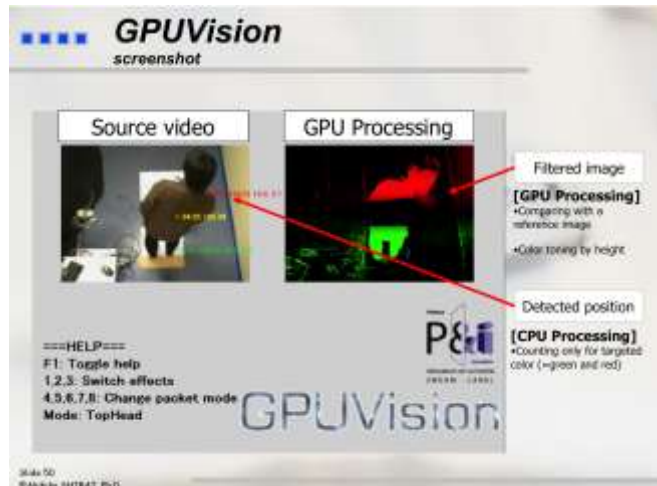 GPUVision
screenshot
Source video
GPU Processing
Filtered image
[GPU Processing]
•Comparing with a
reference image
•Color toning by height
Detected position
[CPU Processing]
•Counting only for targeted
color (=green and red)
===HELP===
F1: Toggle help
1,2,3: Switch effects
4,5,6,7,8: Change packet mode
Mode: TopHead
P&i
GPUVision
Slide 50